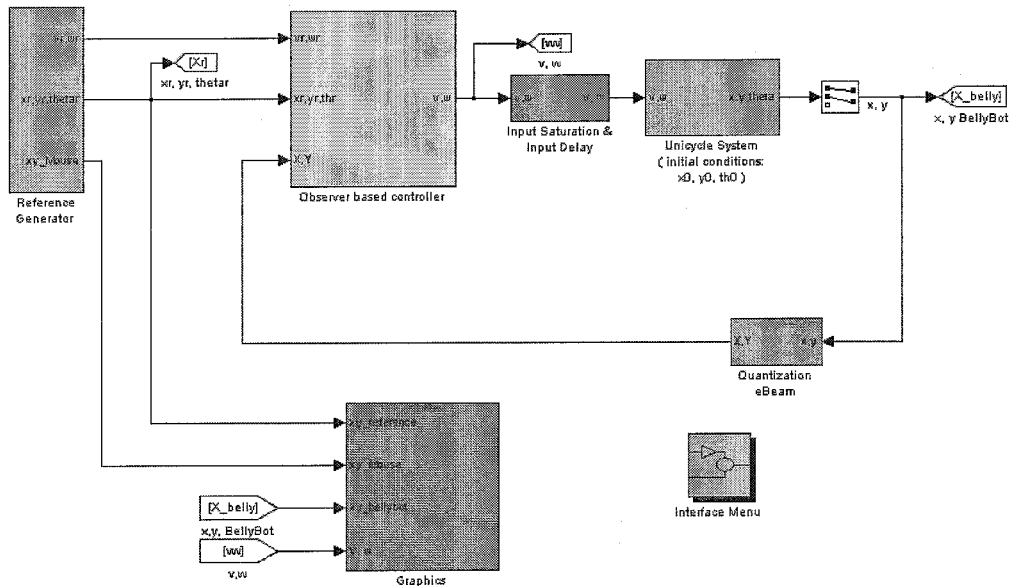 vr,wr
xr,yr,thetar
xy_Mouse
Reference
Generator
[Xr]
xr, yr, thetar
vr,wr
xr,yr,thr
X,Y
v,w
Observer based controller
[vw]
v, w
v,w
v, w
Input Saturation &
Input Delay
v,w
x,y,theta
Unicycle System
( initial conditions:
x0, y0, th0 )
x, y
[X_belly]
x, y BellyBot
X,Y
x,y
Quantization
eBeam
xy_reference
xy_Mouse
xy_bellybot
v, w
Graphics
[X_belly]
x,y, BellyBot
[vw]
v,w
Interface Menu